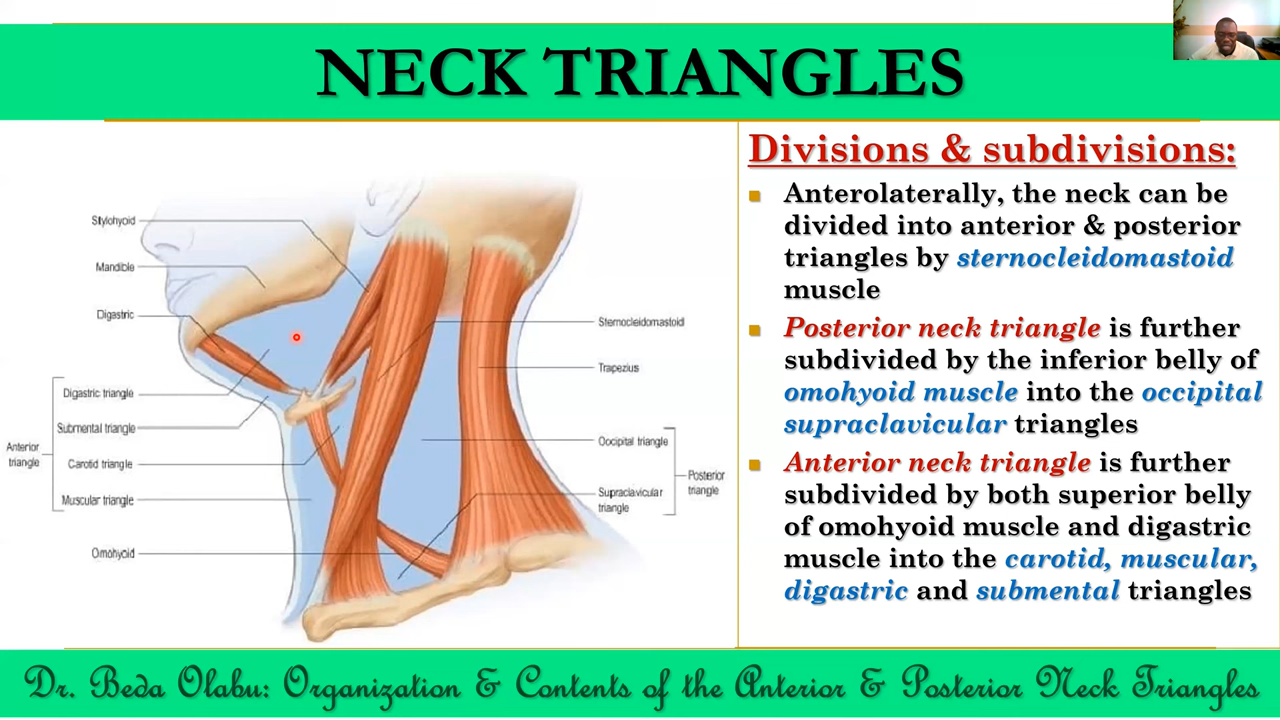 NECK TRIANGLES
Stylohyoid
Mandible
Digastric
Digastric triangle
Submental triangle
Anterior
triangle
Carotid triangle
Muscular triangle
Omohyoid
Sternocleidomastoid
Trapezius
Occipital triangle
Posterior
triangle
Supraclavicular
triangle
Divisions & subdivisions:
Anterolaterally, the neck can be
divided into anterior & posterior
triangles by sternocleidomastoid
muscle
Posterior neck triangle is further
subdivided by the inferior belly of
omohyoid muscle into the occipital
supraclavicular triangles
Anterior neck triangle is further
subdivided by both superior belly
of omohyoid muscle and digastric
muscle into the carotid, muscular,
digastric and submental triangles
Dr. Beda Olabu: Organization & Contents of the Anterior & Posterior Neck Triangles